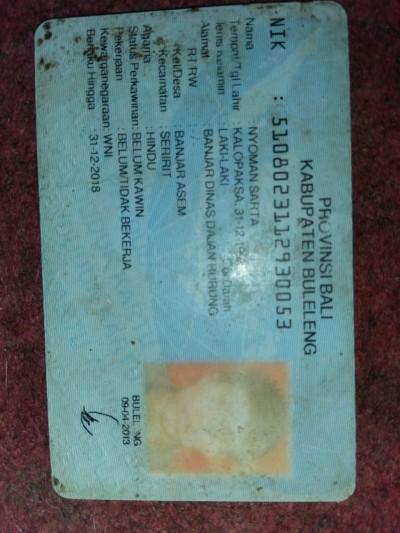 PROVINSI BALI
KABUPATEN BULELENG
NIK : 5108023112930053
Nama : NYOMAN SARTA
Tempat/Tgl Lahir : KALOPAKSA, 31-12-19
Jenis Kelamin : LAKI-LAKI Darah :
Alamat : BANJAR DINAS DAJAN RURUNG
RT/RW : /
Kel/Desa : BANJAR ASEM
Kecamatan : SERIRIT
Agama : HINDU
Status Perkawinan: BELUM KAWIN
Pekerjaan : BELUM/TIDAK BEKERJA
Kewarganegaraan: WNI
Berlaku Hingga : 31-12-2018
BULELENG
09-04-2013